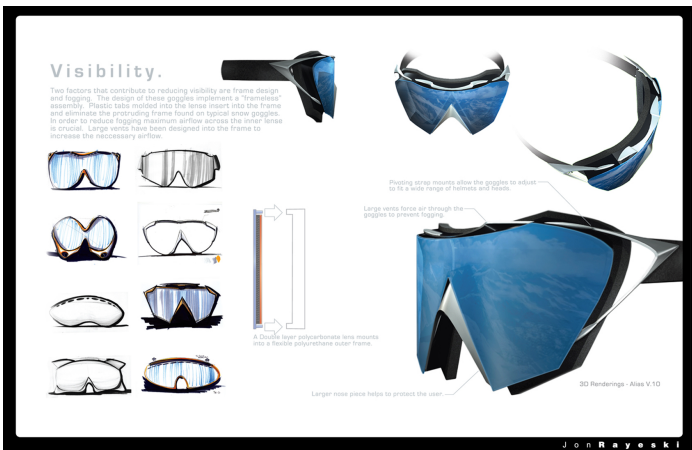 Visibility.
Two factors that contribute to reducing vaisbility are frame design
and fogging. The design of these goggles implement a "frameless"
assembly. Plastic tabs molded into the lense insert into the frame
and eliminate the protruding frame found on typical show goggles.
In order to reduce fogging maximum airflow across the inner lense
is crucial. Large vents have been designed into the frame to
increase the neccessary airflow.
Pivoting strap mounts allow the goggles to adjust
to fit a wide range of helmets and heads.
Large vents force air through the
goggles to prevent fogging.
A Double layer polycarbonate lens mounts
into a flexible polyurethane outer frame.
Larger nose piece helps to protect the user.
3D Renderings - Alias V.10
JonRayeski